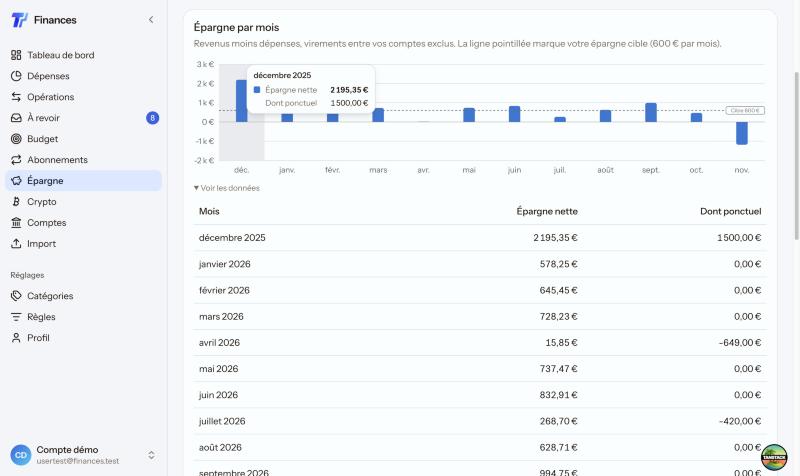 Finances
Tableau de bord
Dépenses
Opérations
À revoir 8
Budget
Abonnements
Épargne
Crypto
Comptes
Import
Réglages
Catégories
Règles
Profil
CD
Compte démo
usertest@finances.test
Épargne par mois
Revenus moins dépenses, virements entre vos comptes exclus. La ligne pointillée marque votre épargne cible (600 € par mois).
3 k €
2 k €
1 k €
0 €
-1 k €
-2 k €
décembre 2025
Épargne nette 2 195,35 €
Dont ponctuel 1 500,00 €
Cible 600 €
déc. janv. févr. mars avr. mai juin juil. août sept. oct. nov.
▼ Voir les données
Mois Épargne nette Dont ponctuel
décembre 2025 2 195,35 € 1 500,00 €
janvier 2026 578,25 € 0,00 €
février 2026 645,45 € 0,00 €
mars 2026 728,23 € 0,00 €
avril 2026 15,85 € -649,00 €
mai 2026 737,47 € 0,00 €
juin 2026 832,91 € 0,00 €
juillet 2026 268,70 € -420,00 €
août 2026 628,71 € 0,00 €
septembre 2026 994,75 € 0,00 €
TANSTACK